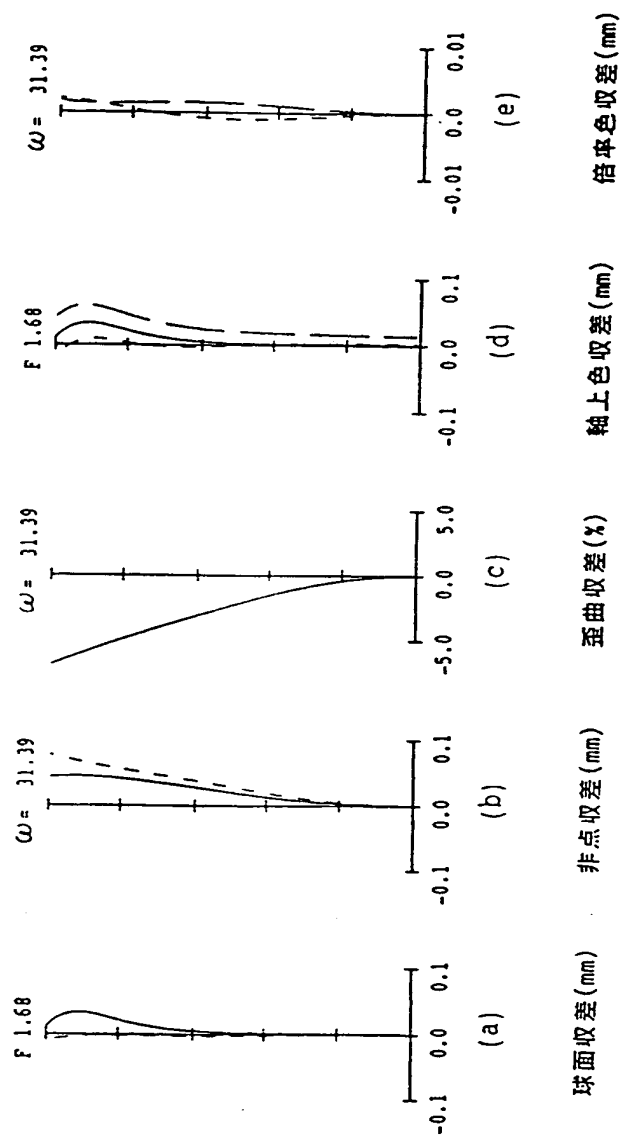 F 1.68
-0.1 0.0 0.1
(a)
球面収差(mm)
ω= 31.39
-0.1 0.0 0.1
(b)
非点収差(mm)
ω= 31.39
-5.0 0.0 5.0
(c)
歪曲収差(%)
F 1.68
-0.1 0.0 0.1
(d)
軸上色収差(mm)
ω= 31.39
-0.01 0.0 0.01
(e)
倍率色収差(mm)